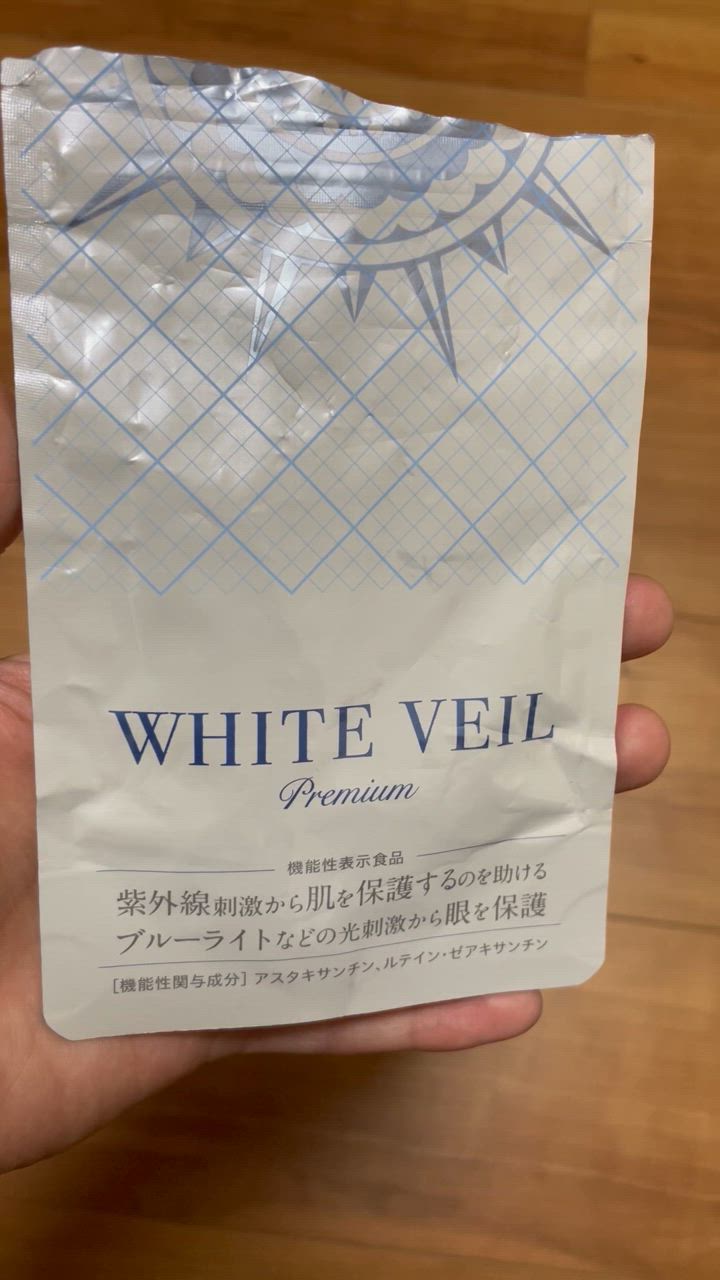 WHITE VEIL
Premium
機能性表示食品
紫外線刺激から肌を保護するのを助ける
ブルーライトなどの光刺激から眼を保護
[機能性関与成分] アスタキサンチン、ルテイン・ゼアキサンチン